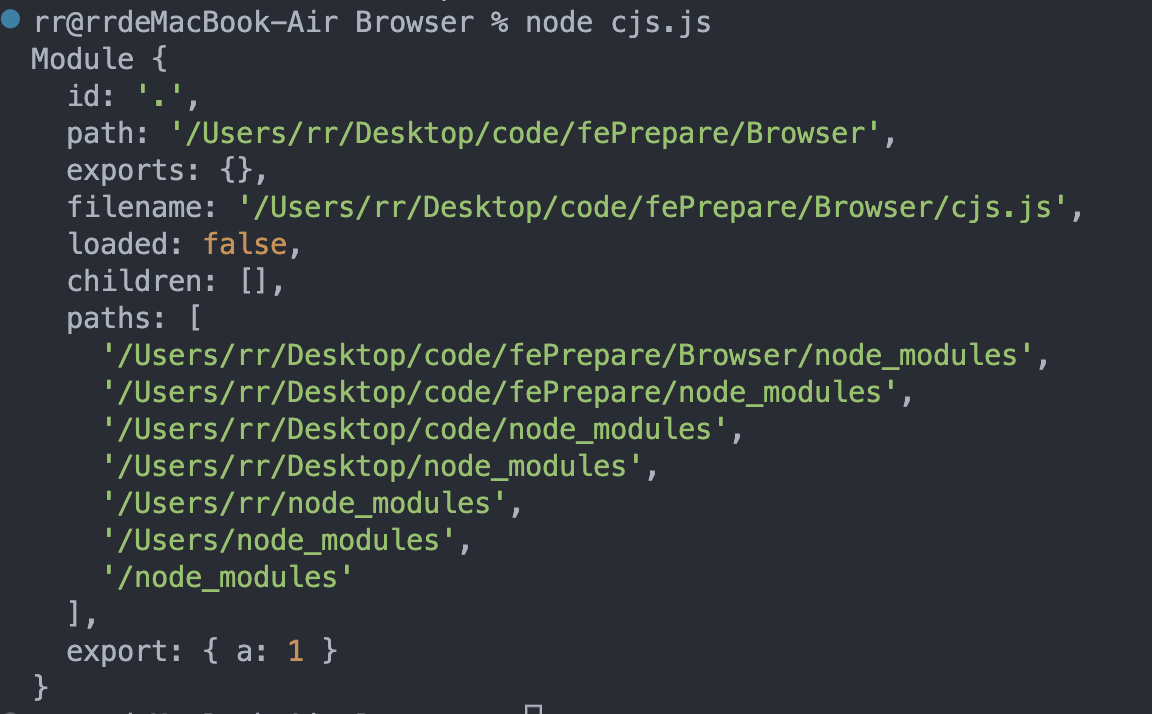 rr@rrdeMacBook-Air Browser % node cjs.js
Module {
  id: '.',
  path: '/Users/rr/Desktop/code/fePrepare/Browser',
  exports: {},
  filename: '/Users/rr/Desktop/code/fePrepare/Browser/cjs.js',
  loaded: false,
  children: [],
  paths: [
    '/Users/rr/Desktop/code/fePrepare/Browser/node_modules',
    '/Users/rr/Desktop/code/fePrepare/node_modules',
    '/Users/rr/Desktop/code/node_modules',
    '/Users/rr/Desktop/node_modules',
    '/Users/rr/node_modules',
    '/Users/node_modules',
    '/node_modules'
  ],
  export: { a: 1 }
}